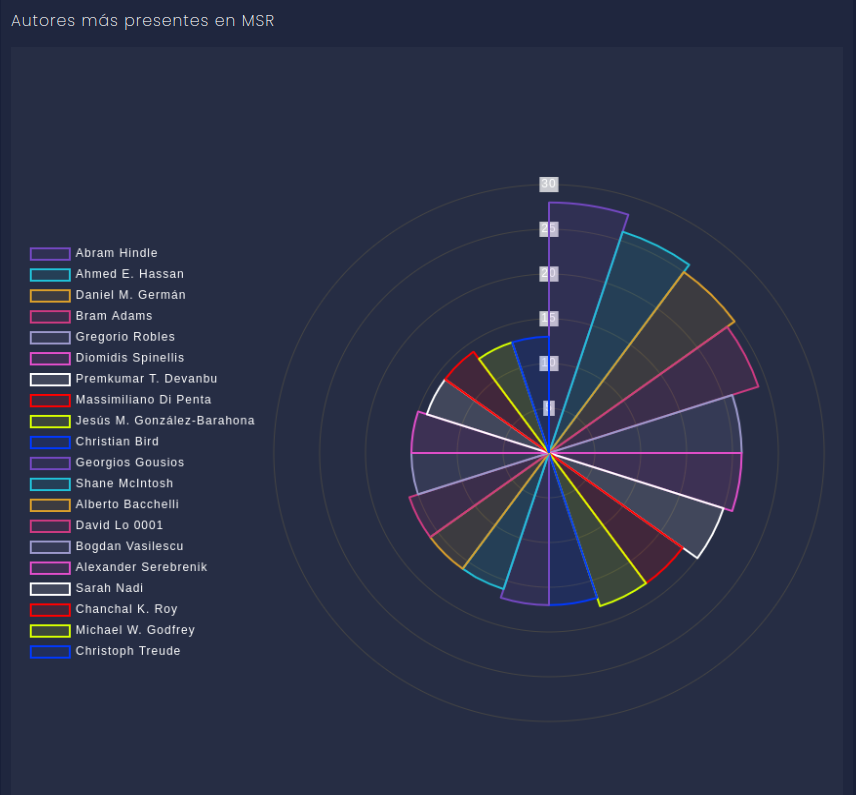 Autores más presentes en MSR
Abram Hindle
Ahmed E. Hassan
Daniel M. Germán
Bram Adams
Gregorio Robles
Diomidis Spinellis
Premkumar T. Devanbu
Massimiliano Di Penta
Jesús M. González-Barahona
Christian Bird
Georgios Gousios
Shane McIntosh
Alberto Bacchelli
David Lo 0001
Bogdan Vasilescu
Alexander Serebrenik
Sarah Nadi
Chanchal K. Roy
Michael W. Godfrey
Christoph Treude
30
25
20
15
10
5